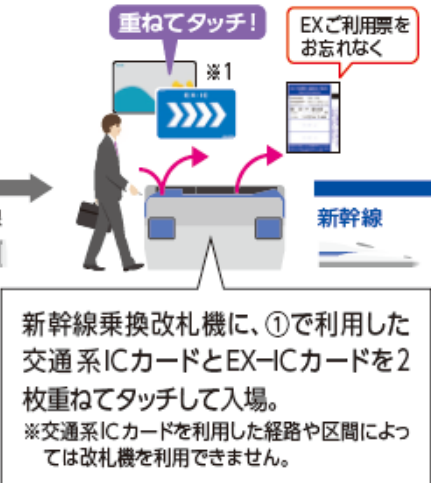 重ねてタッチ！
EXご利用票を
お忘れなく
※1
EX-IC
新幹線
新幹線乗換改札機に、①で利用した
交通系ICカードとEX-ICカードを2
枚重ねてタッチして入場。
※交通系ICカードを利用した経路や区間によっ
ては改札機を利用できません。